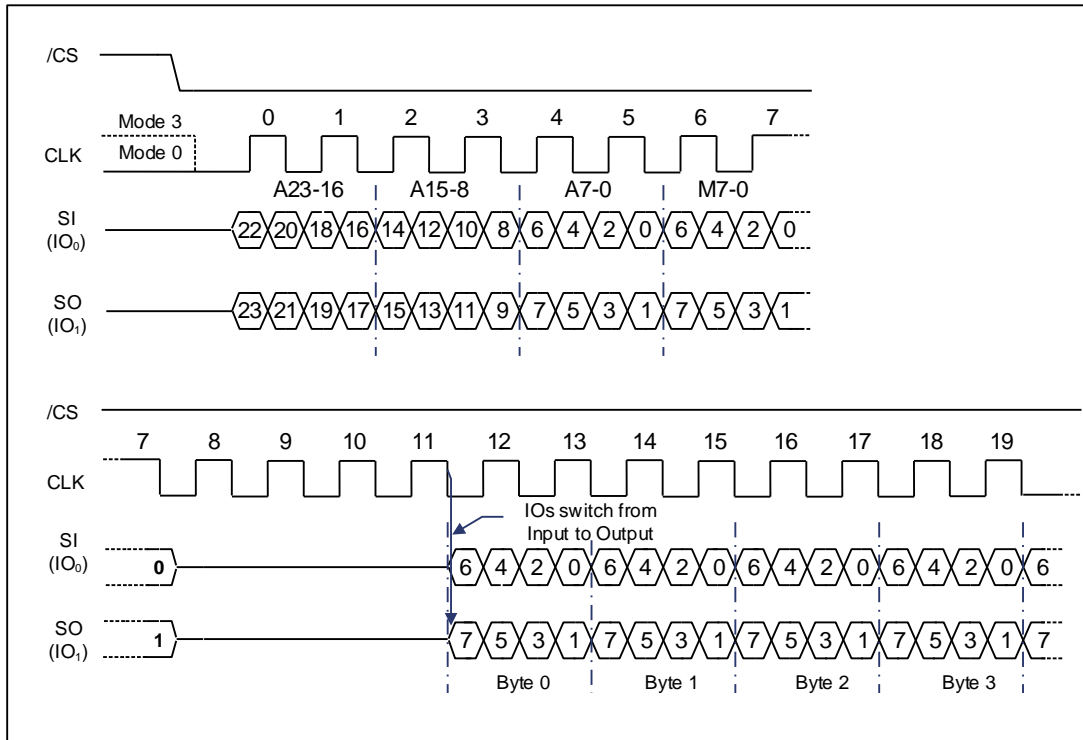 /CS
0 1 2 3 4 5 6 7
Mode 3
Mode 0
CLK
A23-16 A15-8 A7-0 M7-0
SI
(IO0)
22 20 18 16 14 12 10 8 6 4 2 0 6 4 2 0
SO
(IO1)
23 21 19 17 15 13 11 9 7 5 3 1 7 5 3 1
/CS
7 8 9 10 11 12 13 14 15 16 17 18 19
CLK
IOs switch from
Input to Output
SI
(IO0)
0 6 4 2 0 6 4 2 0 6 4 2 0 6 4 2 0 6
SO
(IO1)
1 7 5 3 1 7 5 3 1 7 5 3 1 7 5 3 1 7
Byte 0 Byte 1 Byte 2 Byte 3